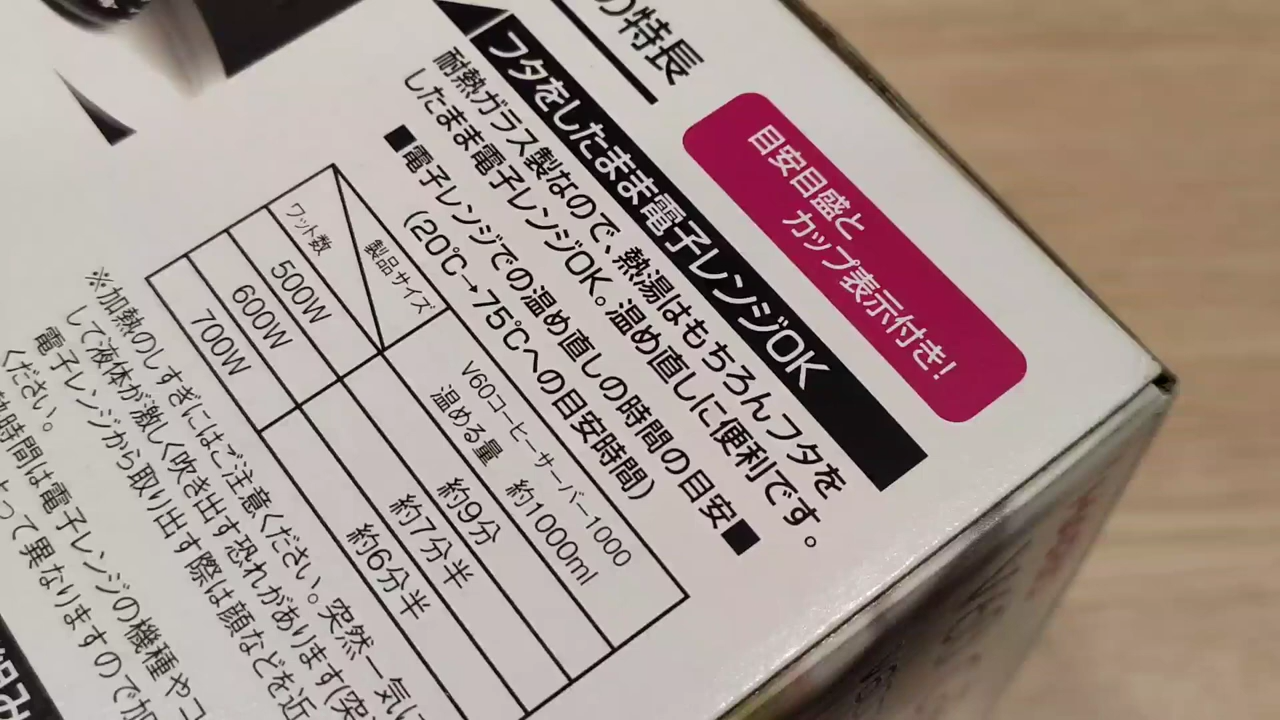 の特長
目安目盛と
カップ表示付き!
フタをしたまま電子レンジOK
耐熱ガラス製なので、熱湯はもちろんフタを
したまま電子レンジOK。温め直しに便利です。
■電子レンジでの温め直しの時間の目安■
(20℃→75℃への目安時間)
製品サイズ
ワット数
V60コーヒーサーバー1000
温める量 約1000ml
500W 約9分
600W 約7分半
700W 約6分半
※加熱のしすぎにはご注意ください。突然一気に
して液体が激しく吹き出す恐れがあります(突
電子レンジから取り出す際は顔などを近
ください。
熱時間は電子レンジの機種やコ
よって異なりますので加
組み